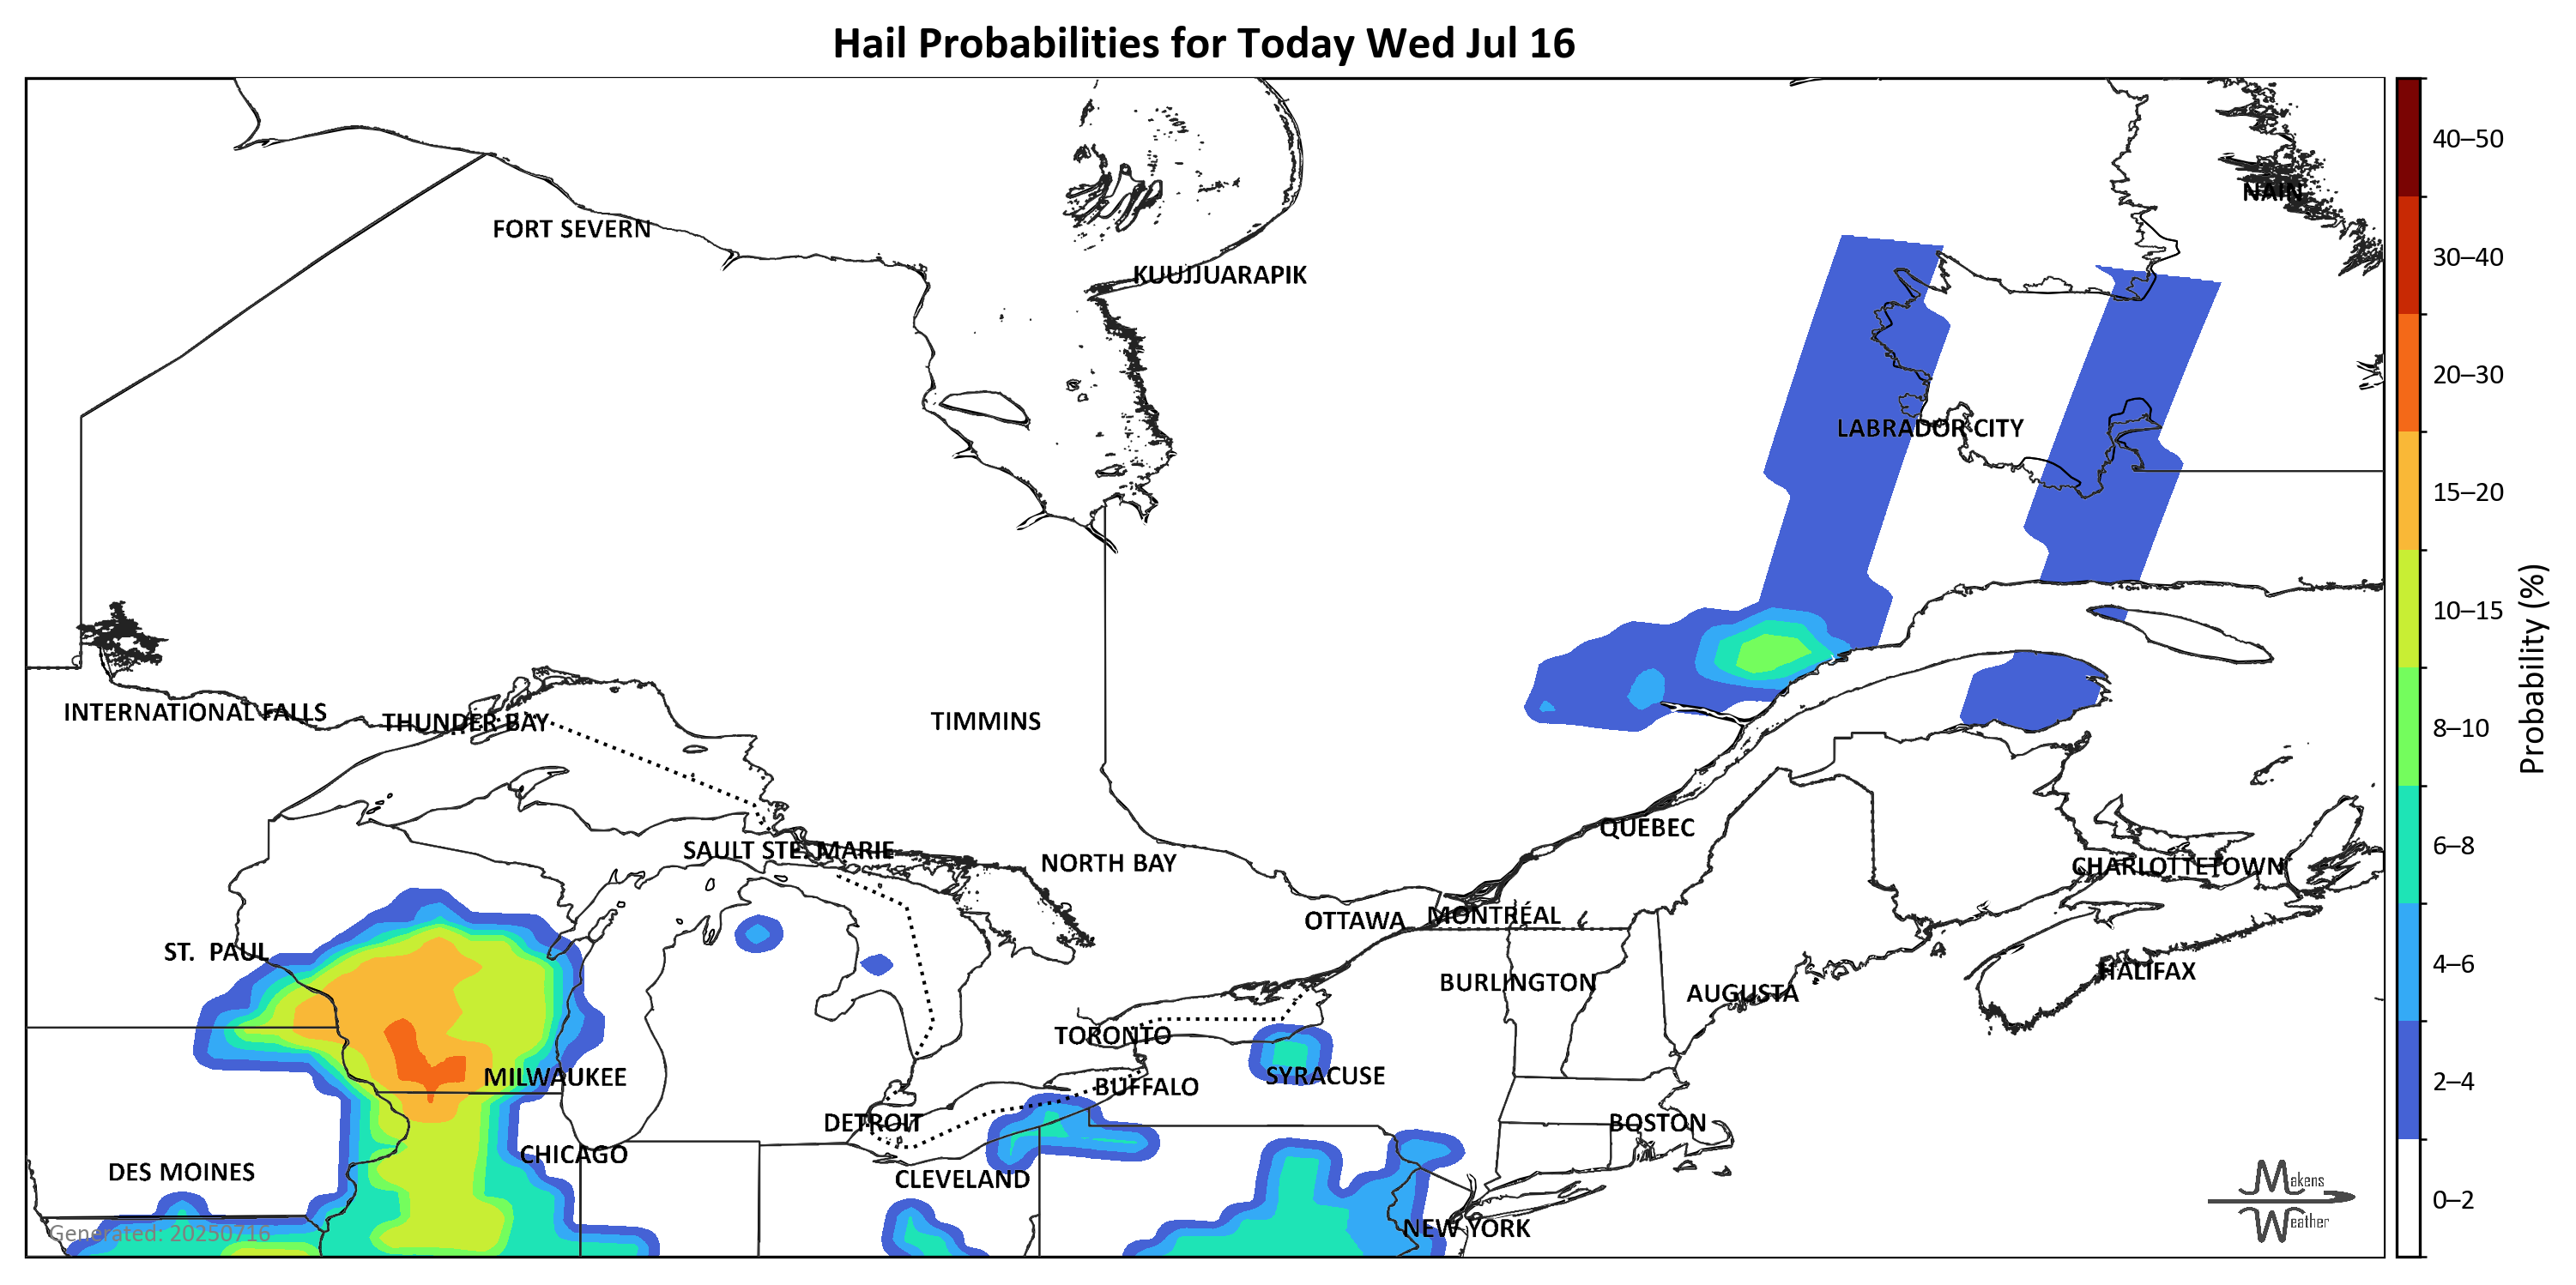 Hail Probabilities for Today Wed Jul 16
40–50
NAIN
FORT SEVERN
30–40
KUUJJUARAPIK
20–30
LABRADOR CITY
15–20
10–15
Probability (%)
INTERNATIONAL FALLS
THUNDER BAY
TIMMINS
8–10
QUEBEC
SAULT STE. MARIE
NORTH BAY
6–8
CHARLOTTETOWN
OTTAWA
MONTRÉAL
ST. PAUL
4–6
HALIFAX
BURLINGTON
AUGUSTA
TORONTO
SYRACUSE
MILWAUKEE
BUFFALO
2–4
DETROIT
BOSTON
CHICAGO
DES MOINES
CLEVELAND
Makens
Weather
0–2
NEW YORK
Generated: 20250716